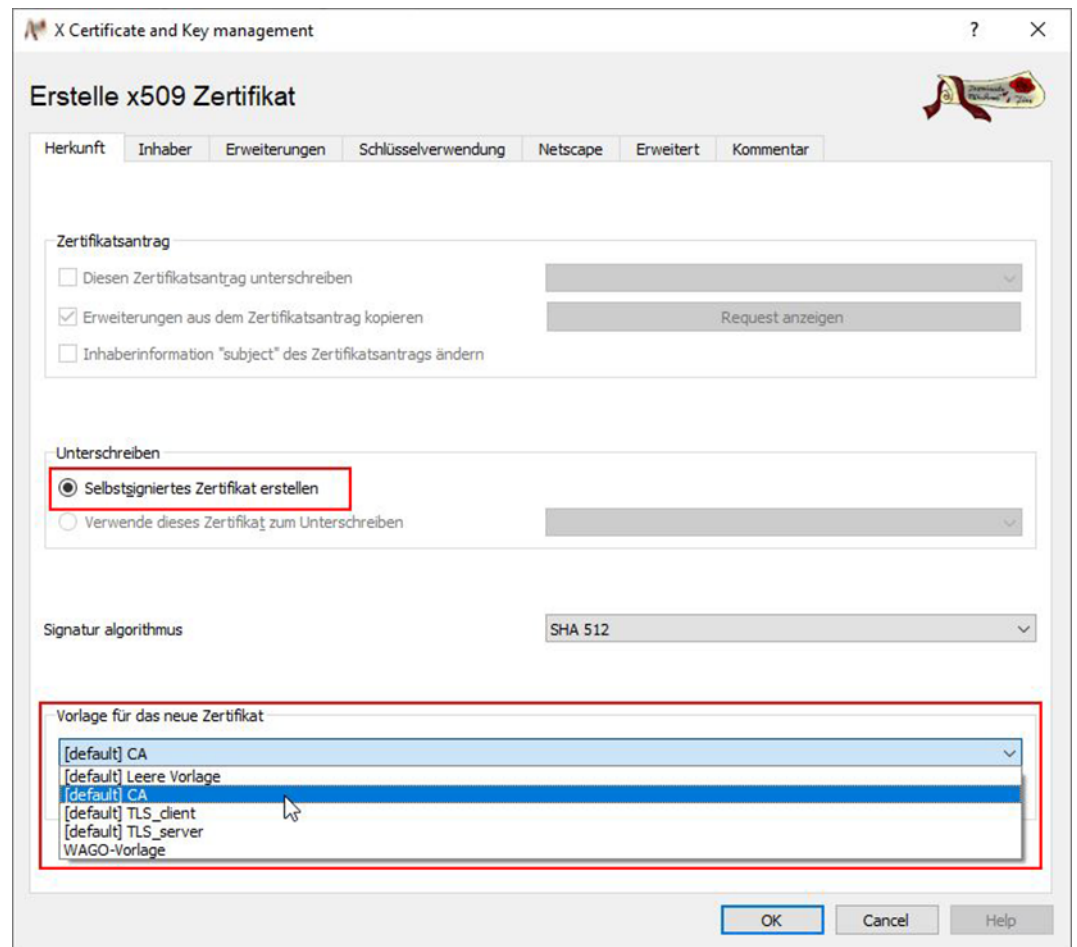 X Certificate and Key management
Erstelle x509 Zertifikat
Herkunft Inhaber Erweiterungen Schlüsselverwendung Netscape Erweitert Kommentar
Zertifikatsantrag
Diesen Zertifikatsantrag unterschreiben
Erweiterungen aus dem Zertifikatsantrag kopieren Request anzeigen
Inhaberinformation "subject" des Zertifikatsantrags ändern
Unterschreiben
Selbstsigniertes Zertifikat erstellen
Verwende dieses Zertifikat zum Unterschreiben
Signatur algorithmus SHA 512
Vorlage für das neue Zertifikat
[default] CA
[default] Leere Vorlage
[default] CA
[default] TLS_client
[default] TLS_server
WAGO-Vorlage
OK Cancel Help